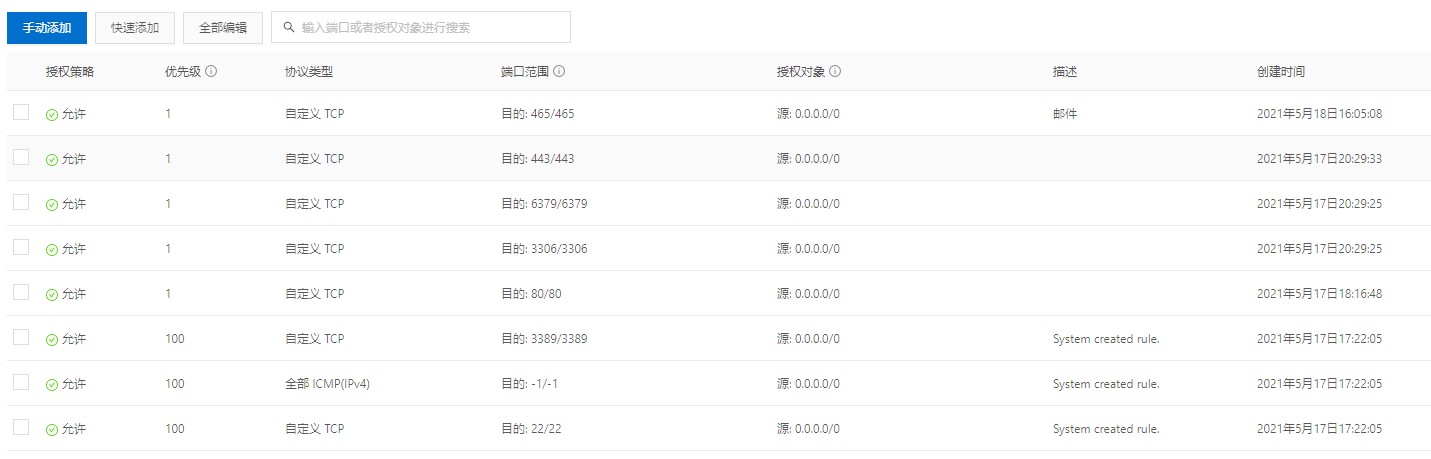 手动添加 快速添加 全部编辑 输入端口或者授权对象进行搜索
授权策略 优先级 协议类型 端口范围 授权对象 描述 创建时间
允许 1 自定义 TCP 目的: 465/465 源: 0.0.0.0/0 邮件 2021年5月18日16:05:08
允许 1 自定义 TCP 目的: 443/443 源: 0.0.0.0/0 2021年5月17日20:29:33
允许 1 自定义 TCP 目的: 6379/6379 源: 0.0.0.0/0 2021年5月17日20:29:25
允许 1 自定义 TCP 目的: 3306/3306 源: 0.0.0.0/0 2021年5月17日20:29:25
允许 1 自定义 TCP 目的: 80/80 源: 0.0.0.0/0 2021年5月17日18:16:48
允许 100 自定义 TCP 目的: 3389/3389 源: 0.0.0.0/0 System created rule. 2021年5月17日17:22:05
允许 100 全部 ICMP(IPv4) 目的: -1/-1 源: 0.0.0.0/0 System created rule. 2021年5月17日17:22:05
允许 100 自定义 TCP 目的: 22/22 源: 0.0.0.0/0 System created rule. 2021年5月17日17:22:05